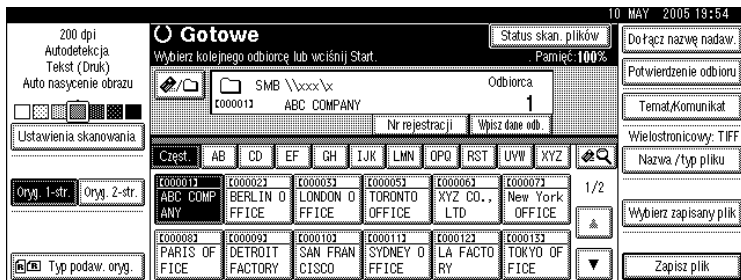 10 MAY 2005 19:54
200 dpi
Autodetekcja
Tekst (Druk)
Auto nasycenie obrazu
Ustawienia skanowania
Oryg. 1-str.
Oryg. 2-str.
Typ podaw. oryg.
Gotowe
Status skan. plików
Wybierz kolejnego odbiorcę lub wciśnij Start.
. Pamięć:100%
SMB \\xxx\x
Odbiorca
[00001]
ABC COMPANY
1
Nr rejestracji
Wpisz dane odb.
Częst.
AB
CD
EF
GH
IJK
LMN
OPQ
RST
UVW
XYZ
[00001]
ABC COMP
ANY
[00002]
BERLIN O
FFICE
[00003]
LONDON O
FFICE
[00005]
TORONTO
OFFICE
[00006]
XYZ CO.,
LTD
[00007]
New York
OFFICE
1/2
[00008]
PARIS OF
FICE
[00009]
DETROIT
FACTORY
[00010]
SAN FRAN
CISCO
[00011]
SYDNEY O
FFICE
[00012]
LA FACTO
RY
[00013]
TOKYO OF
FICE
Dołącz nazwę nadaw.
Potwierdzenie odbioru
Temat/Komunikat
Wielostronicowy: TIFF
Nazwa /typ pliku
Wybierz zapisany plik
Zapisz plik